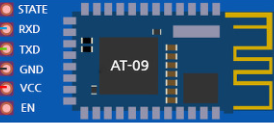 STATE
RXD
TXD
AT-09
GND
VCC
EN